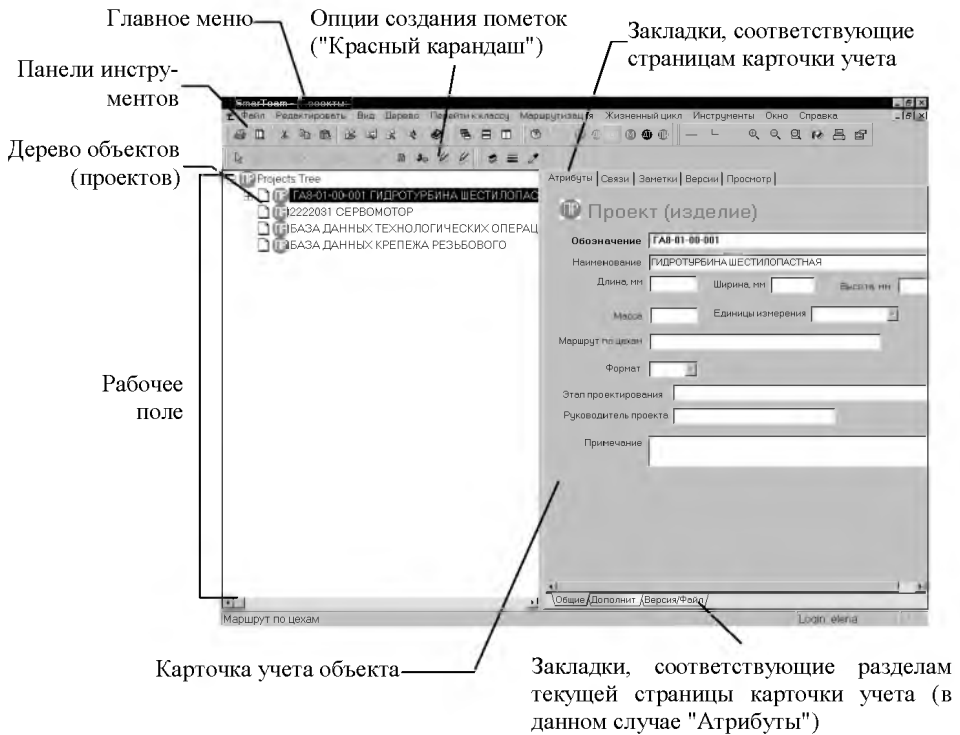 Главное меню
Опции создания пометок
("Красный карандаш")
Закладки, соответствующие
страницам карточки учета
Панели инстру-
ментов
Дерево объектов
(проектов)
Рабочее
поле
SmarTeam -
Файл Редактировать Вид Дерево Перейти к классу Маршрутизация Жизненный цикл Инструменты Окно Справка
Projects Tree
ГА8-01-00-001 ГИДРОТУРБИНА ШЕСТИЛОПАС
2222031 СЕРВОМОТОР
БАЗА ДАННЫХ ТЕХНОЛОГИЧЕСКИХ ОПЕРАЦ
БАЗА ДАННЫХ КРЕПЕЖА РЕЗЬБОВОГО
Атрибуты Связи Заметки Версии Просмотр
Проект (изделие)
Обозначение ГА8-01-00-001
Наименование ГИДРОТУРБИНА ШЕСТИЛОПАСТНАЯ
Длина, мм Ширина, мм Высота, мм
Масса Единицы измерения
Маршрут по цехам
Формат
Этап проектирования
Руководитель проекта
Примечание
Общие Дополнит Версия/Файл
Маршрут по цехам Login: elena
Карточка учета объекта
Закладки, соответствующие разделам
текущей страницы карточки учета (в
данном случае "Атрибуты")